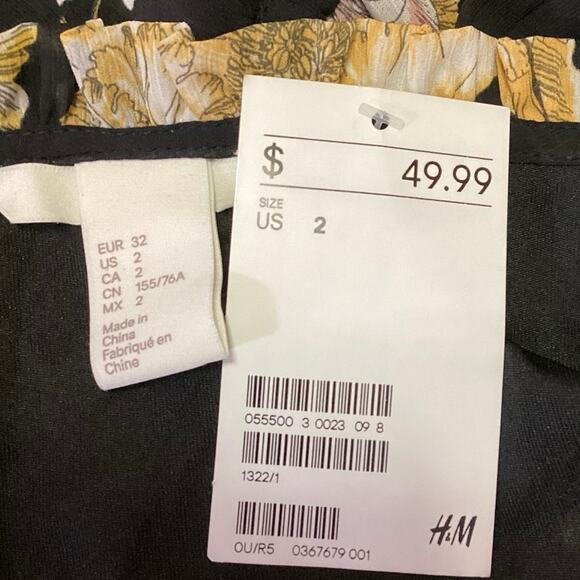 $ 49.99
SIZE
US 2
EUR 32
US 2
CA 2
CN 155/76A
MX 2
Made in
China
Fabriqué en
Chine
055500 3 0023 09 8
1322/1
H&M
OU/R5 0367679 001